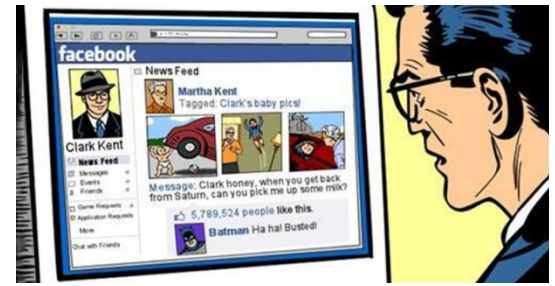 facebook
News Feed
Martha Kent
Tagged: Clark's baby pics!
Clark Kent
News Feed
Messages
Events
Friends
Game Requests
Application Requests
More
Chat with Friends
Message: Clark honey, when you get back
from Saturn, can you pick me up some milk?
5,789,524 people like this.
Batman Ha ha! Busted!